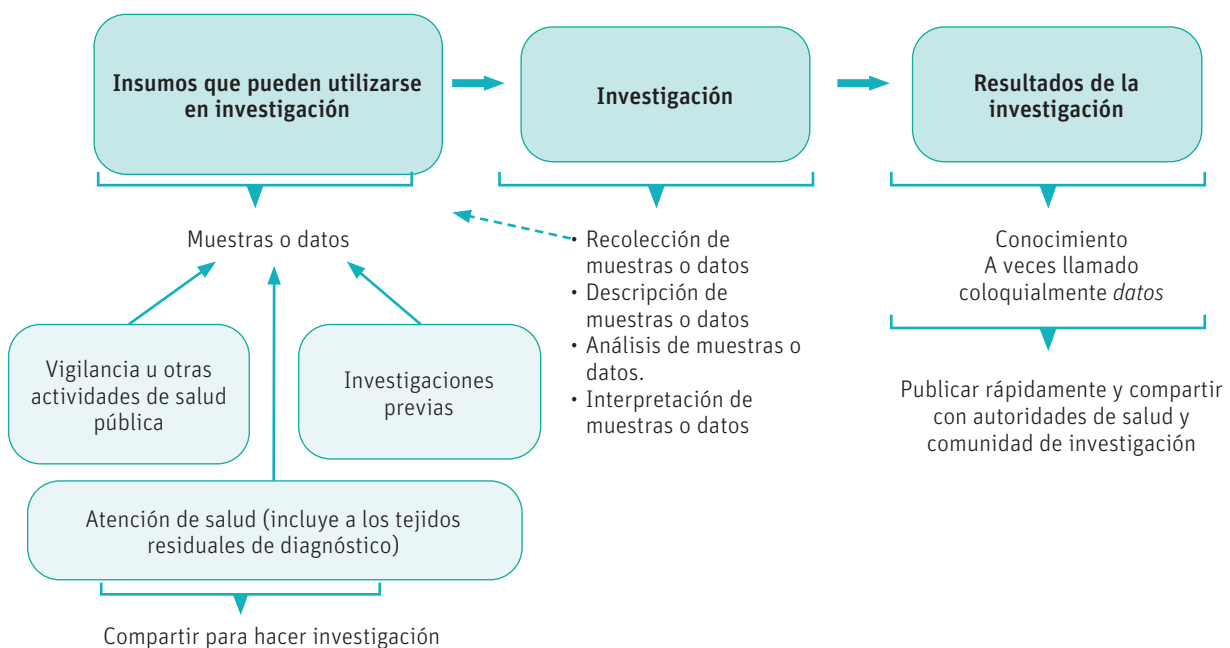 Insumos que pueden utilizarse
en investigación
Investigación
Resultados de la
investigación
Muestras o datos
• Recolección de
muestras o datos
• Descripción de
muestras o datos
• Análisis de muestras o
datos.
• Interpretación de
muestras o datos
Conocimiento
A veces llamado
coloquialmente datos
Vigilancia u otras
actividades de salud
pública
Investigaciones
previas
Publicar rápidamente y compartir
con autoridades de salud y
comunidad de investigación
Atención de salud (incluye a los tejidos
residuales de diagnóstico)
Compartir para hacer investigación